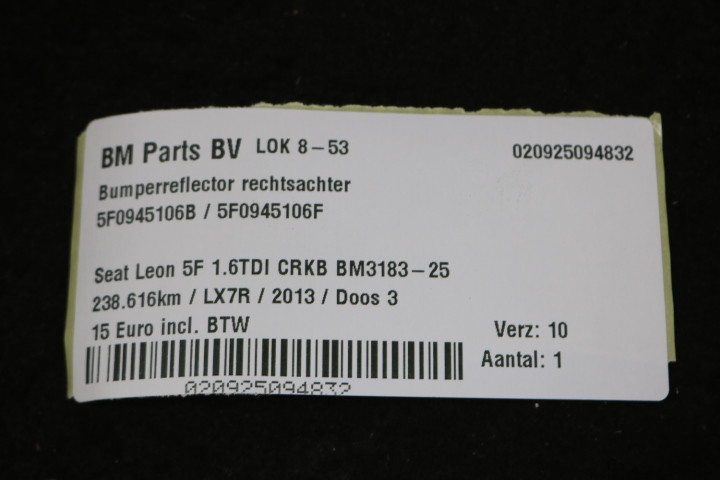 BM Parts BV LOK 8-53 020925094832
Bumperreflector rechtsachter
5F0945106B / 5F0945106F
Seat Leon 5F 1.6TDI CRKB BM3183-25
238.616km / LX7R / 2013 / Doos 3
15 Euro incl. BTW Verz: 10
Aantal: 1
020925094832